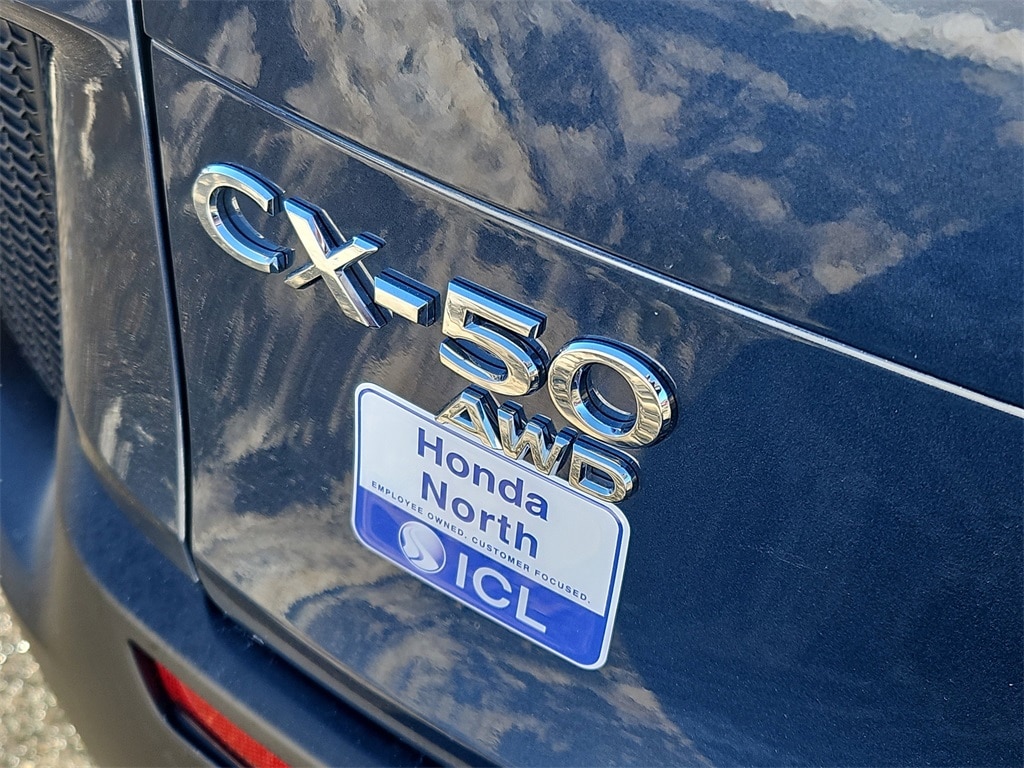 CX-50
AWD
Honda
North
EMPLOYEE OWNED. CUSTOMER FOCUSED.
ICL